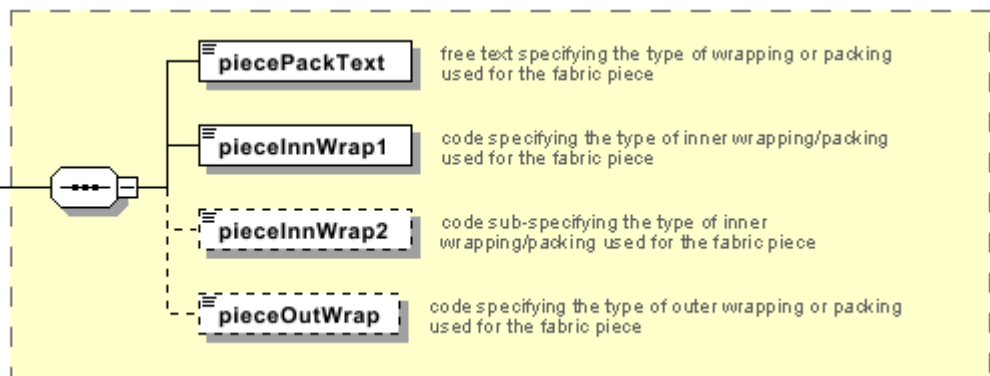 piecePackText
free text specifying the type of wrapping or packing
used for the fabric piece
pieceInnWrap1
code specifying the type of inner wrapping/packing
used for the fabric piece
pieceInnWrap2
code sub-specifying the type of inner
wrapping/packing used for the fabric piece
pieceOutWrap
code specifying the type of outer wrapping or packing
used for the fabric piece